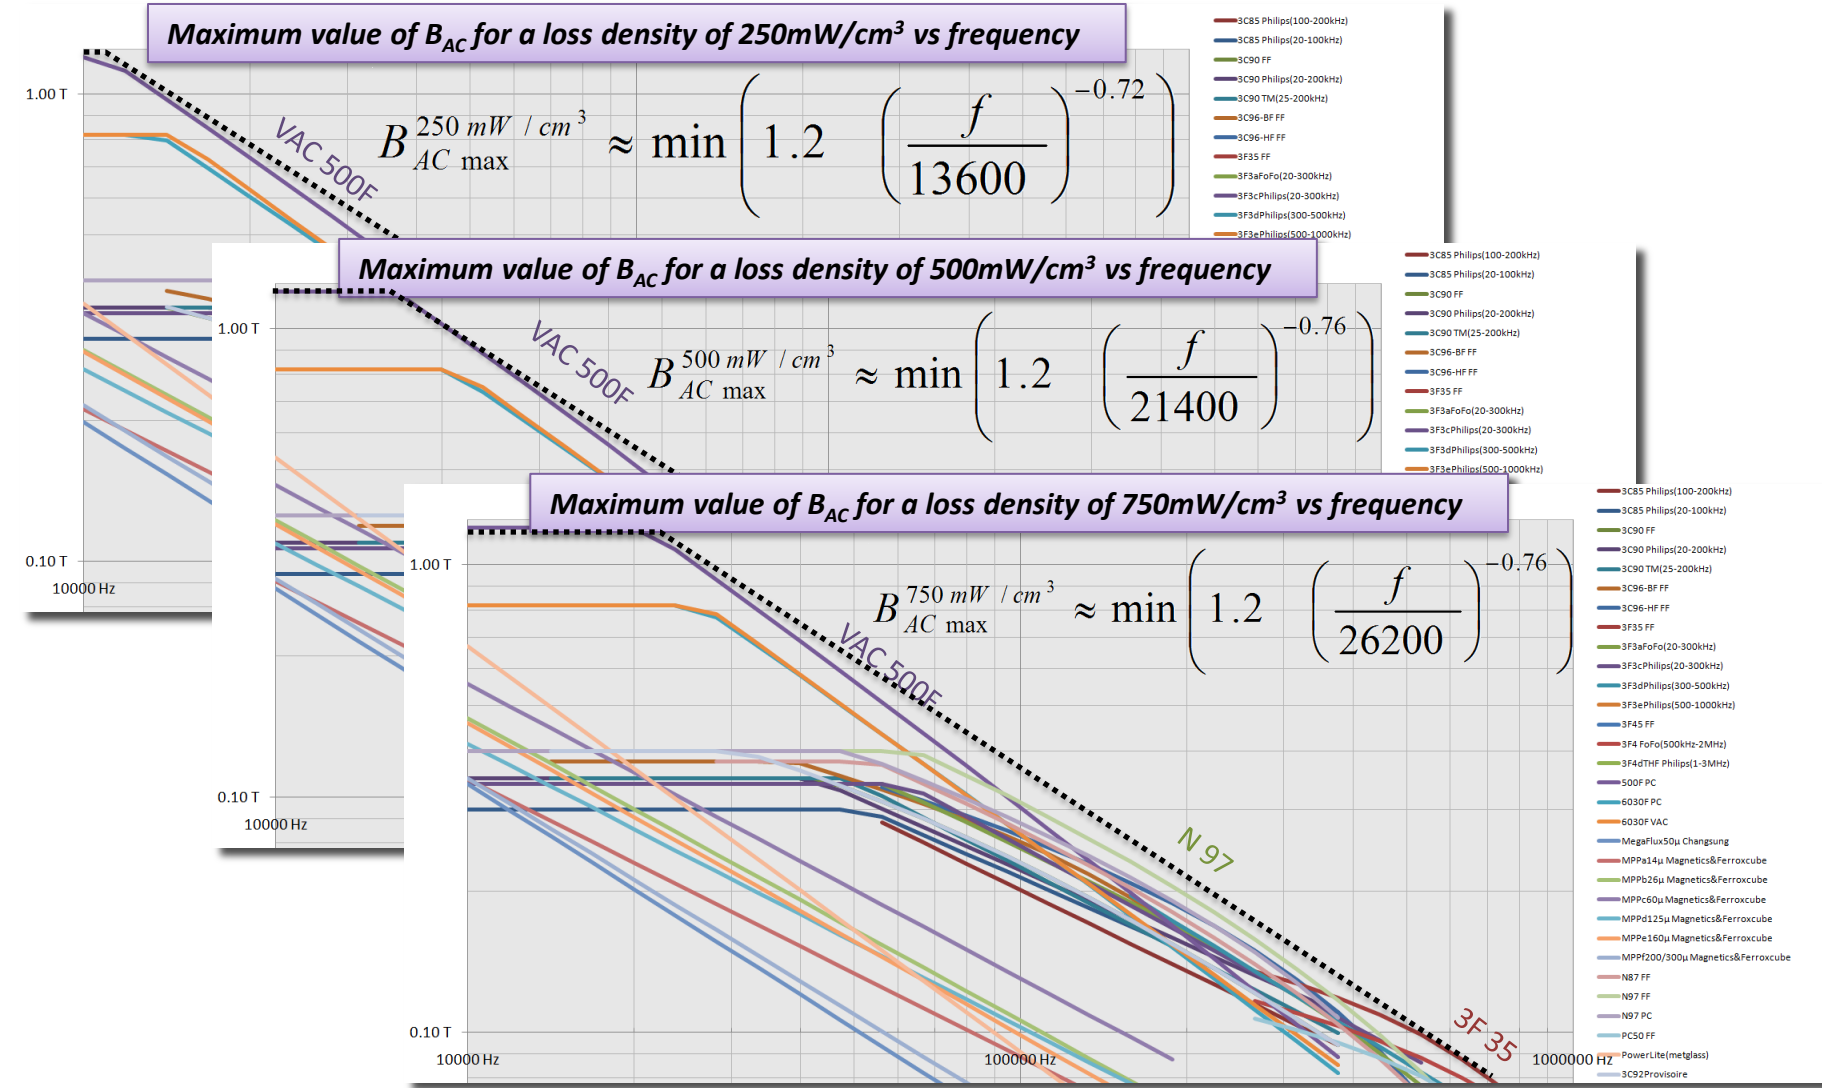 Maximum value of BAC for a loss density of 250mW/cm³ vs frequency
3C85 Philips(100-200kHz)
3C85 Philips(20-100kHz)
3C90 FF
3C90 Philips(20-200kHz)
3C90 TM(25-200kHz)
3C96-BF FF
3C96-HF FF
3F35 FF
3F3aFoFo(20-300kHz)
3F3cPhilips(20-300kHz)
3F3dPhilips(300-500kHz)
3F3ePhilips(500-1000kHz)
1.00 T
0.10 T
10000 Hz
VAC 500F
B AC max 250 mW / cm³ ≈ min ( 1.2 ( f / 13600 ) −0.72 )
Maximum value of BAC for a loss density of 500mW/cm³ vs frequency
3C85 Philips(100-200kHz)
3C85 Philips(20-100kHz)
3C90 FF
3C90 Philips(20-200kHz)
3C90 TM(25-200kHz)
3C96-BF FF
3C96-HF FF
3F35 FF
3F3aFoFo(20-300kHz)
3F3cPhilips(20-300kHz)
3F3dPhilips(300-500kHz)
3F3ePhilips(500-1000kHz)
1.00 T
0.10 T
10000 Hz
VAC 500F
B AC max 500 mW / cm³ ≈ min ( 1.2 ( f / 21400 ) −0.76 )
Maximum value of BAC for a loss density of 750mW/cm³ vs frequency
3C85 Philips(100-200kHz)
3C85 Philips(20-100kHz)
3C90 FF
3C90 Philips(20-200kHz)
3C90 TM(25-200kHz)
3C96-BF FF
3C96-HF FF
3F35 FF
3F3aFoFo(20-300kHz)
3F3cPhilips(20-300kHz)
3F3dPhilips(300-500kHz)
3F3ePhilips(500-1000kHz)
3F45 FF
3F4 FoFo(500kHz-2MHz)
3F4dTHF Philips(1-3MHz)
500F PC
6030F PC
6030F VAC
MegaFlux50µ Changsung
MPPa14µ Magnetics&Ferroxcube
MPPb26µ Magnetics&Ferroxcube
MPPc60µ Magnetics&Ferroxcube
MPPd125µ Magnetics&Ferroxcube
MPPe160µ Magnetics&Ferroxcube
MPPf200/300µ Magnetics&Ferroxcube
N87 FF
N97 FF
N97 PC
PC50 FF
PowerLite(metglass)
3C92Provisoire
1.00 T
0.10 T
10000 Hz
100000 Hz
1000000 Hz
VAC 500F
N 97
3F 35
B AC max 750 mW / cm³ ≈ min ( 1.2 ( f / 26200 ) −0.76 )